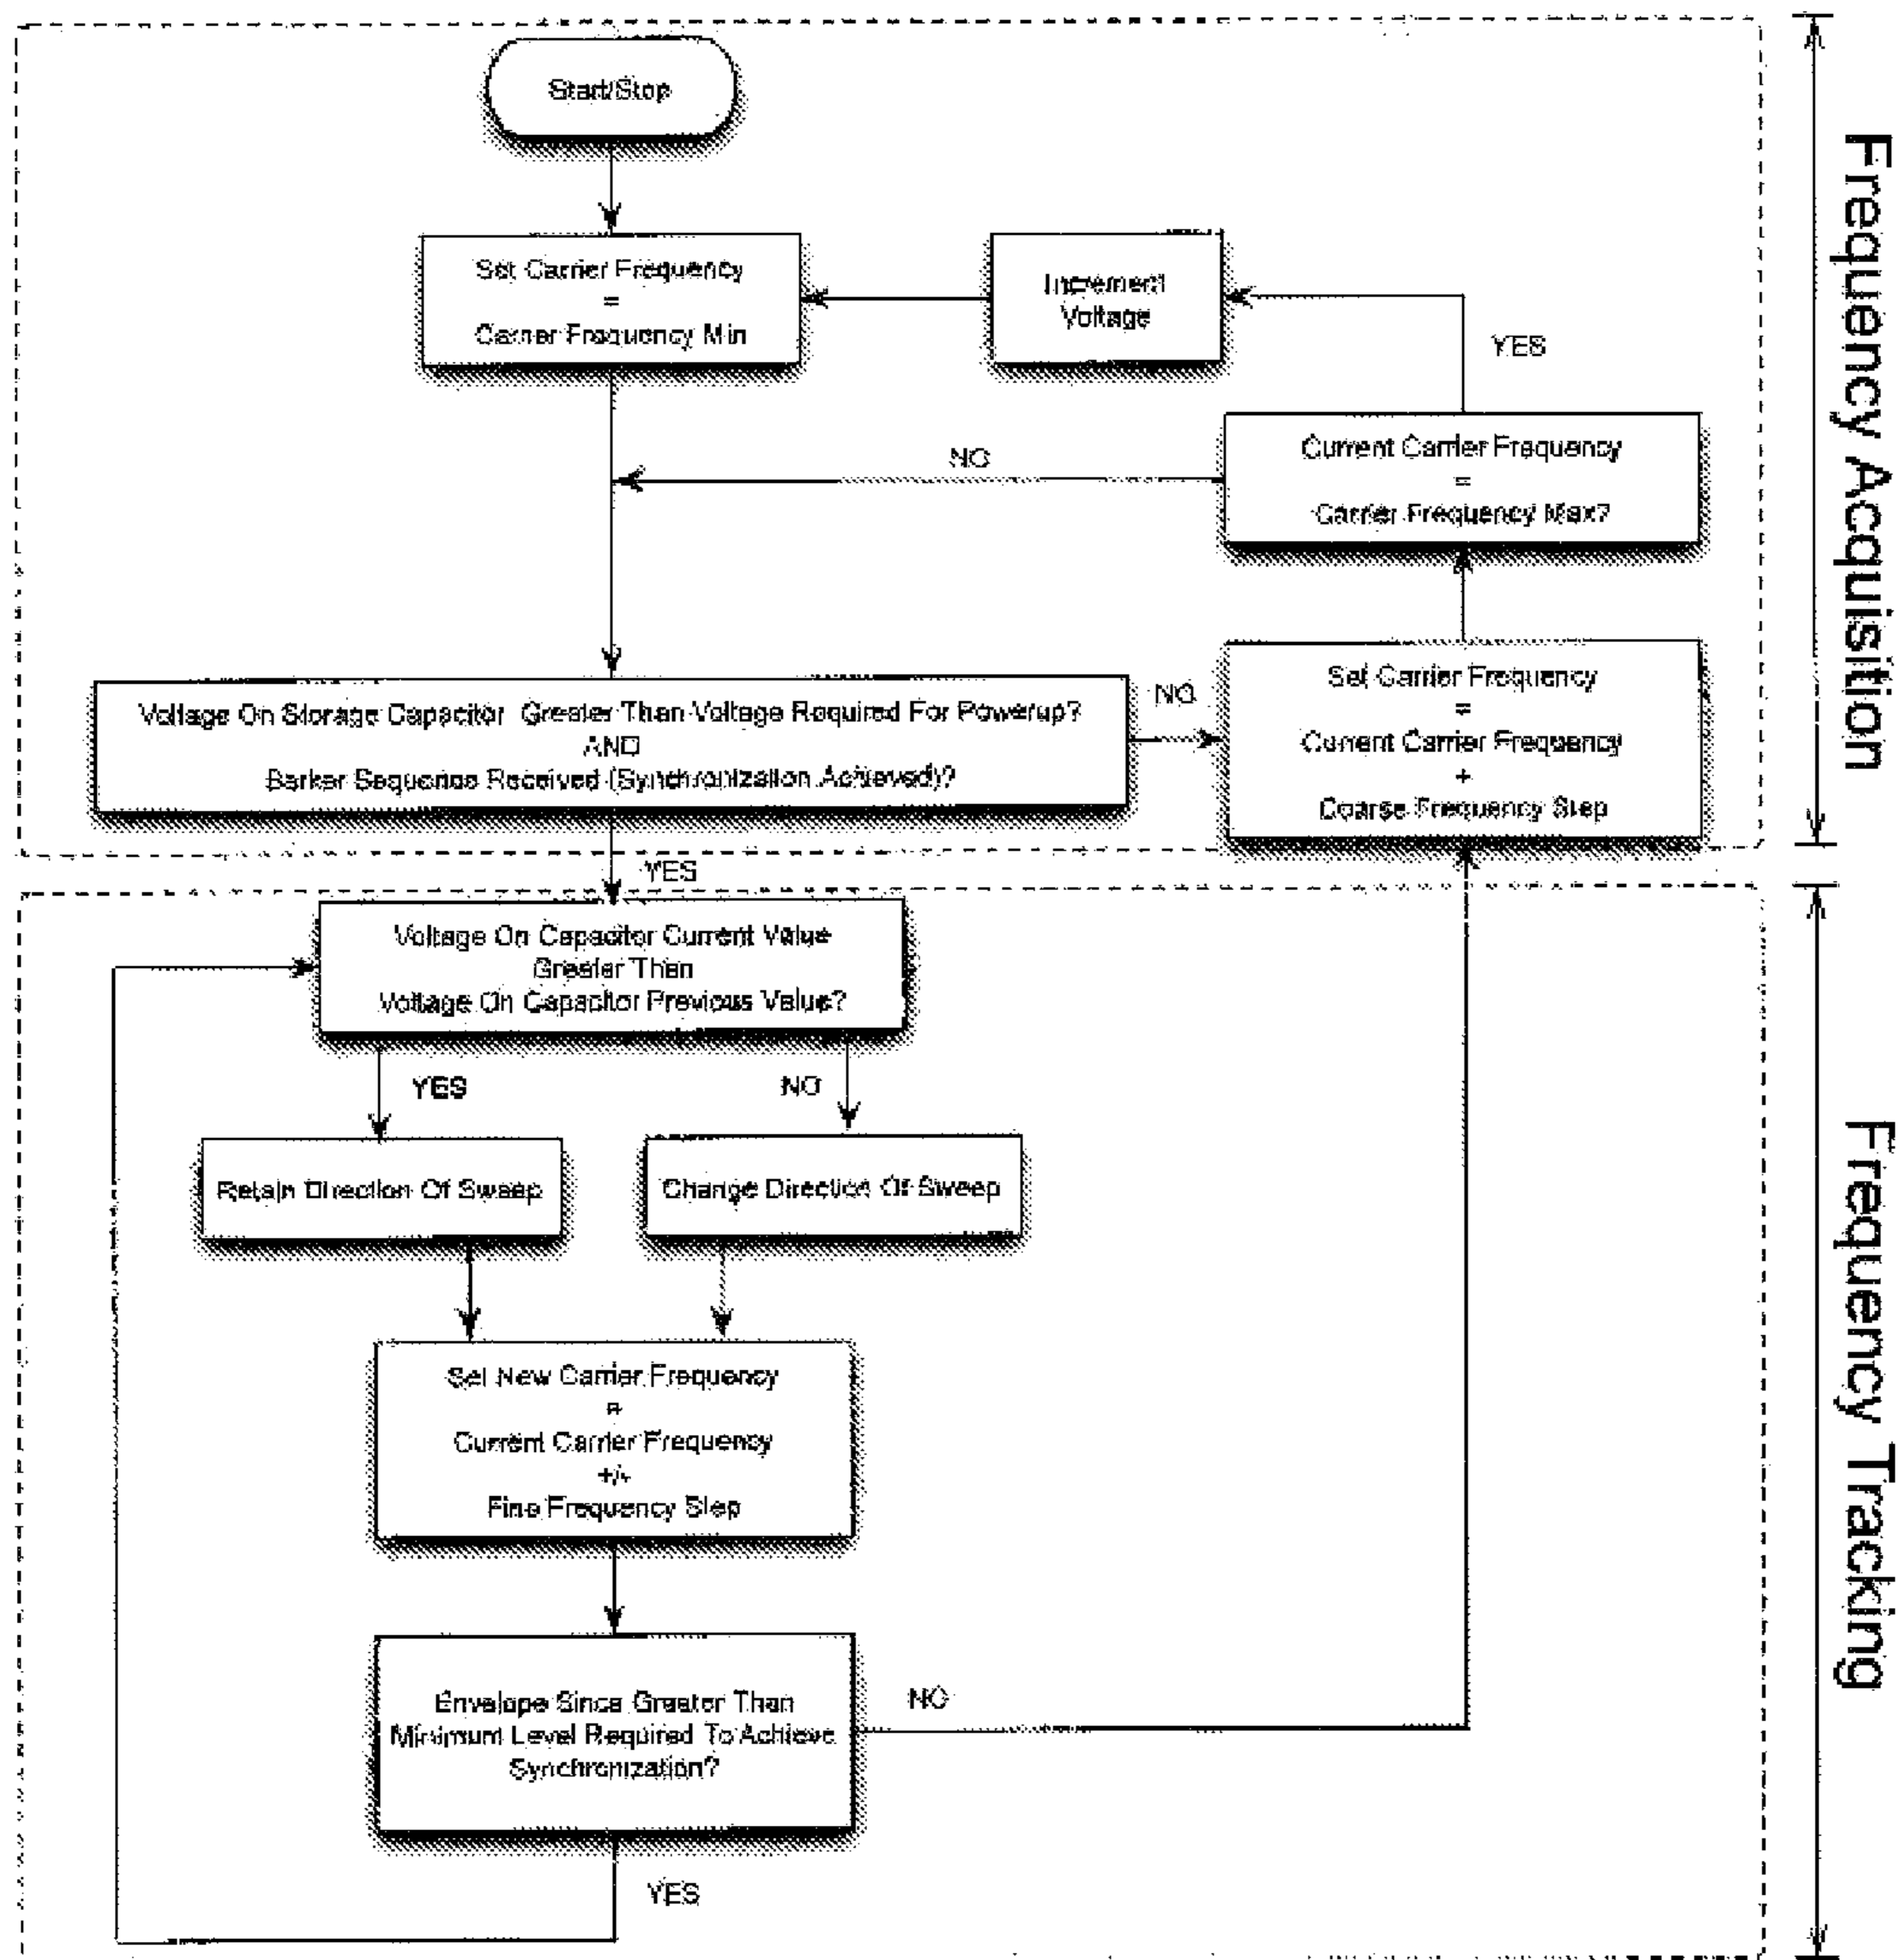 Start/Stop
Set Carrier Frequency
=
Carrier Frequency Min
Increment
Voltage
YES
NO
Current Carrier Frequency
=
Carrier Frequency Max?
Voltage On Storage Capacitor Greater Than Voltage Required For Powerup?
AND
Barker Sequence Received (Synchronization Achieved)?
NO
Set Carrier Frequency
=
Current Carrier Frequency
+
Coarse Frequency Step
Frequency Acquisition
YES
Voltage On Capacitor Current Value
Greater Than
Voltage On Capacitor Previous Value?
YES
NO
Retain Direction Of Sweep
Change Direction Of Sweep
Set New Carrier Frequency
=
Current Carrier Frequency
+/-
Fine Frequency Step
Envelope Since Greater Than
Minimum Level Required To Achieve
Synchronization?
NO
YES
Frequency Tracking